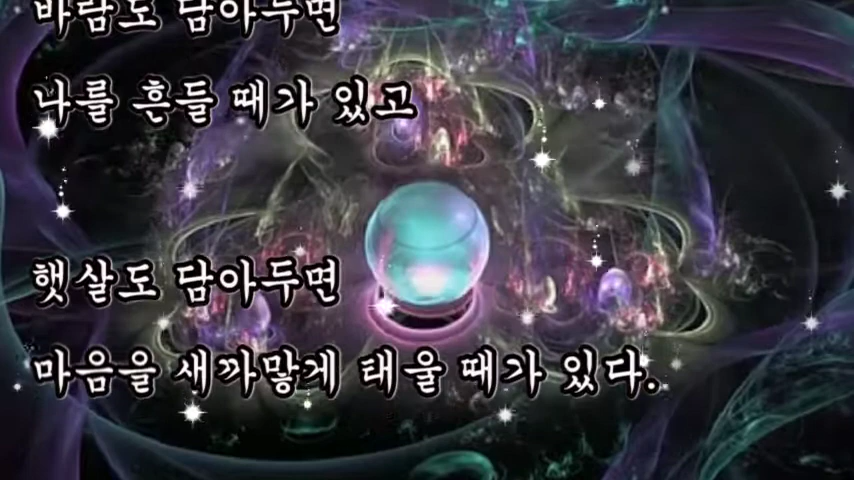 바람도 담아두면
나를 흔들 때가 있고
햇살도 담아두면
마음을 새까맣게 태울 때가 있다.